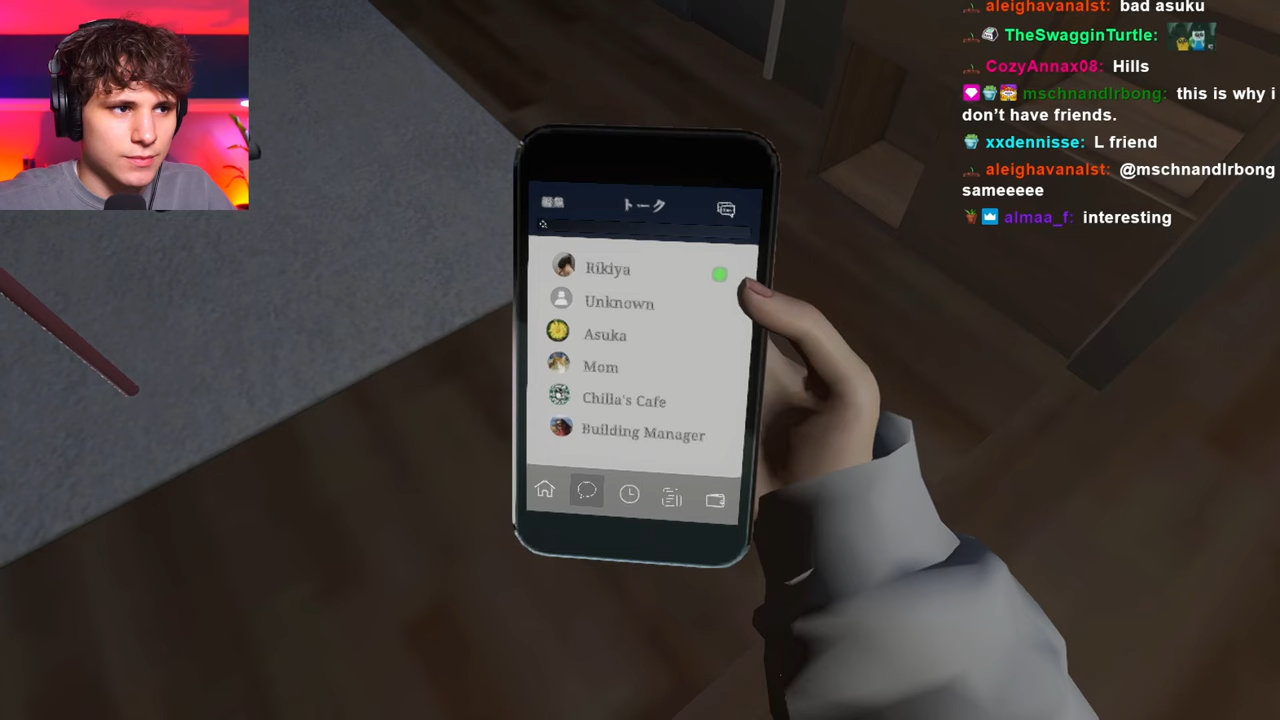 aleighavanalst: bad asuku
TheSwagginTurtle:
CozyAnnax08: Hills
mschnandlrbong: this is why i
don't have friends.
xxdennisse: L friend
aleighavanalst: @mschnandlrbong
sameeeee
almaa_f: interesting
編集 トーク
Rikiya
Unknown
Asuka
Mom
Chilla's Cafe
Building Manager